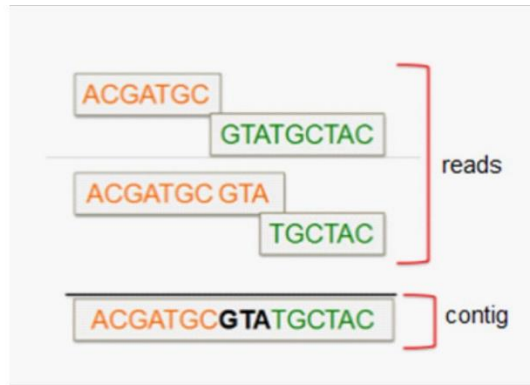 ACGATGC
GTATGCTAC
reads
ACGATGC GTA
TGCTAC
ACGATGCGTATGCTAC
contig